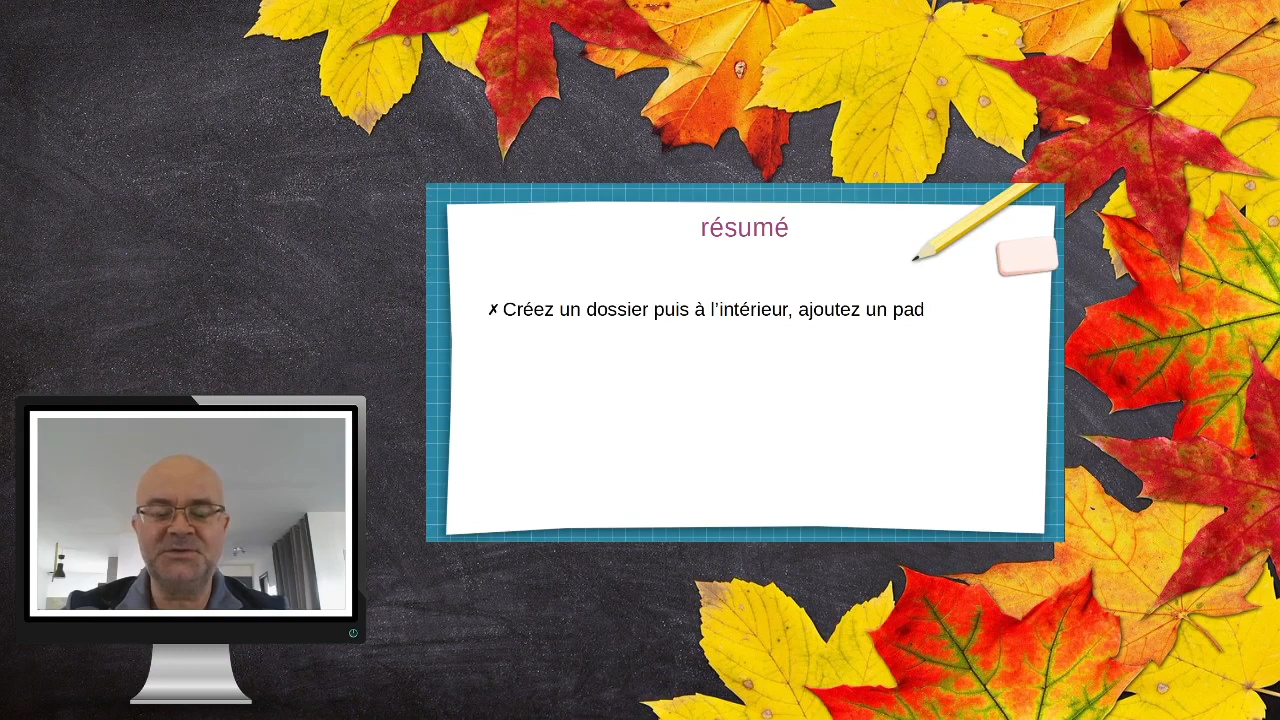 résumé
✗ Créez un dossier puis à l’intérieur, ajoutez un pad